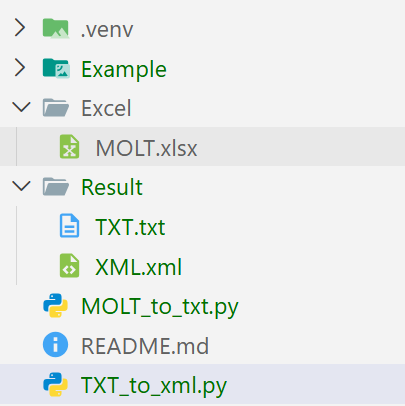 .venv
Example
Excel
MOLT.xlsx
Result
TXT.txt
XML.xml
MOLT_to_txt.py
README.md
TXT_to_xml.py